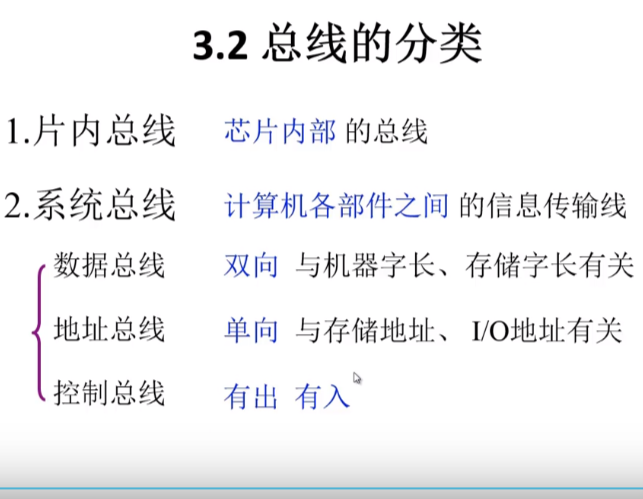 3.2 总线的分类
1.片内总线 芯片内部 的总线
2.系统总线 计算机各部件之间 的信息传输线
数据总线 双向 与机器字长、存储字长有关
地址总线 单向 与存储地址、 I/O地址有关
控制总线 有出 有入